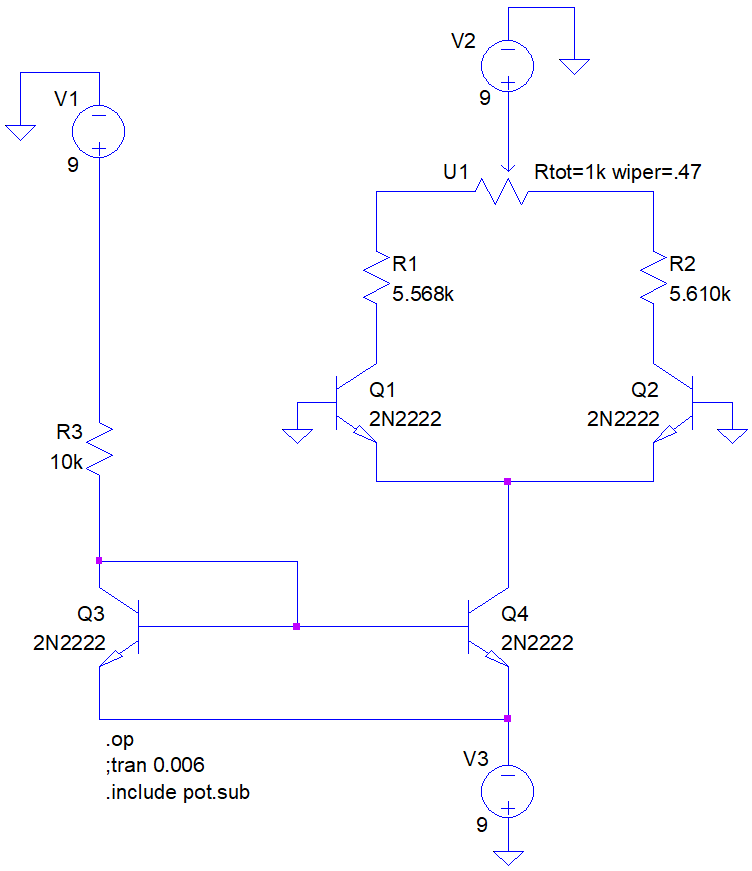 V2
9
V1
9
U1
Rtot=1k wiper=.47
R1
5.568k
R2
5.610k
Q1
2N2222
Q2
2N2222
R3
10k
Q3
2N2222
Q4
2N2222
.op
;tran 0.006
.include pot.sub
V3
9